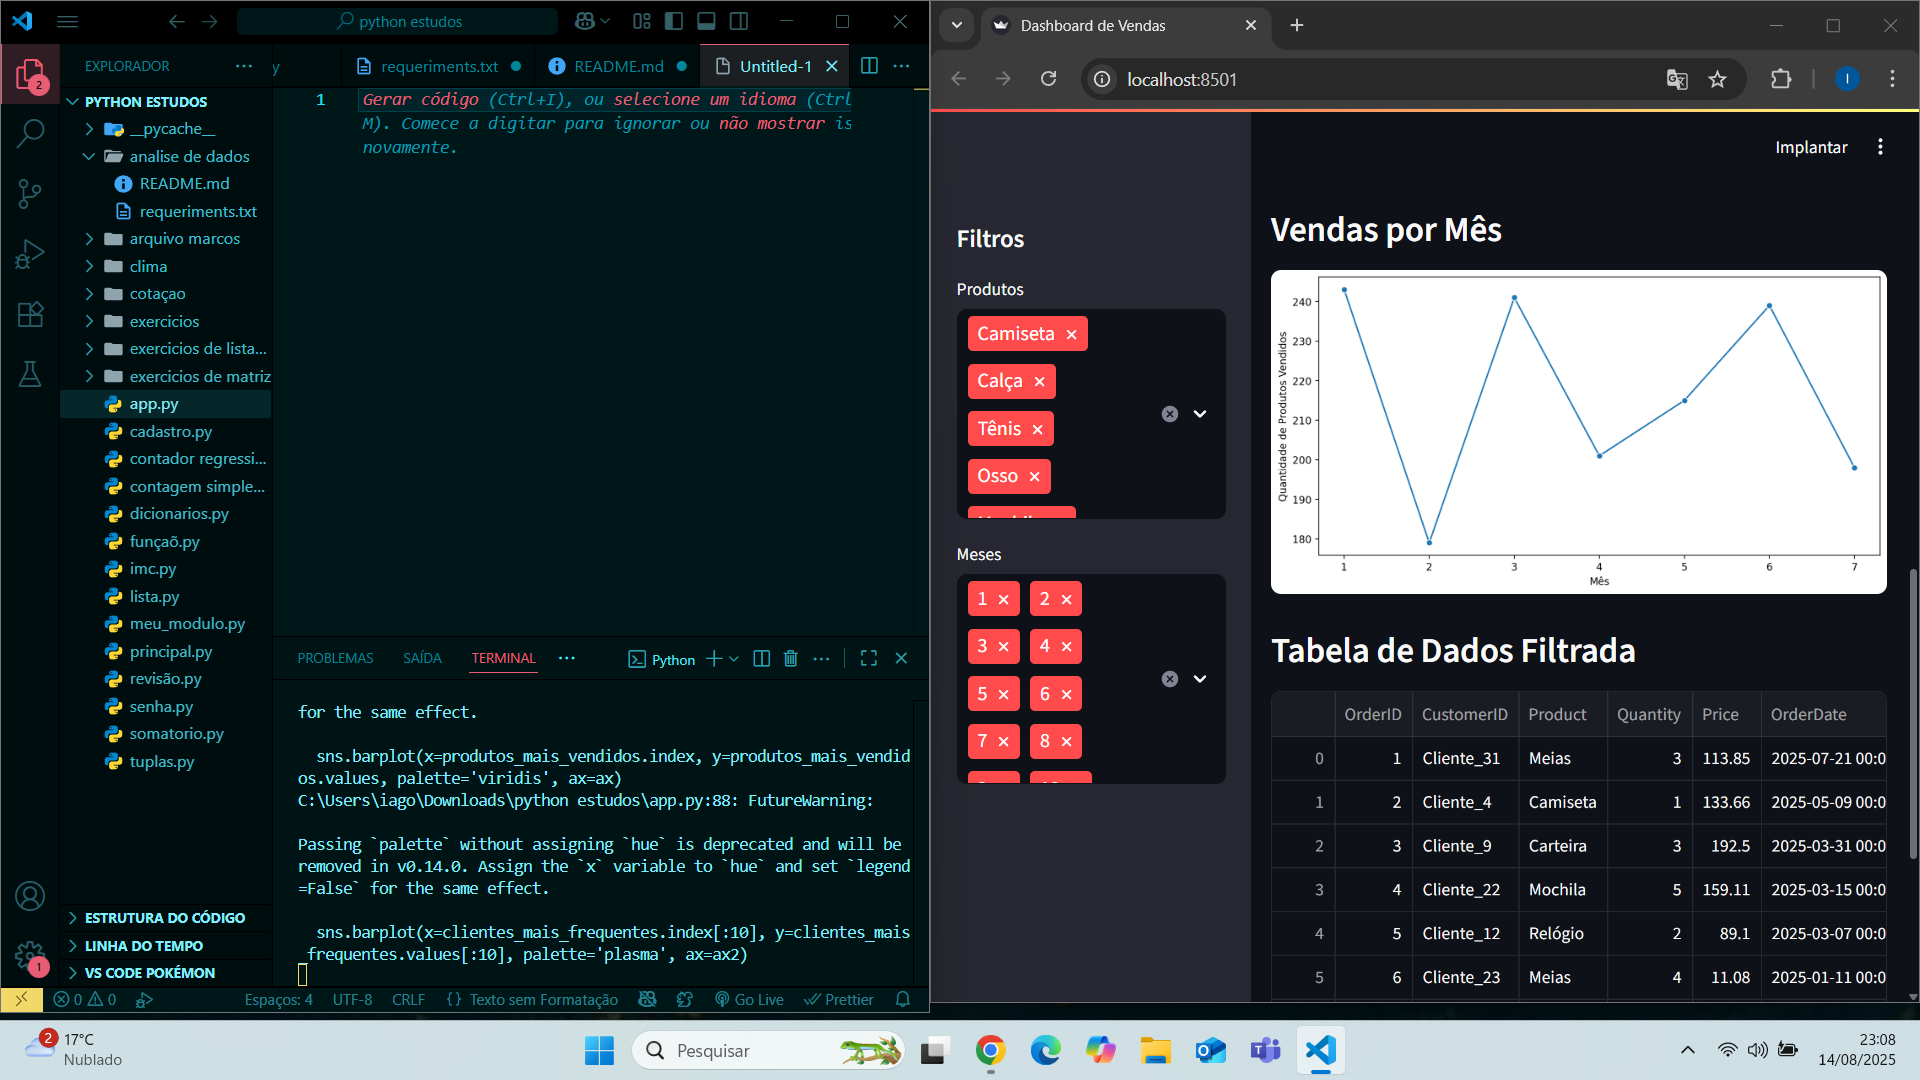 python estudos
EXPLORADOR
2
PYTHON ESTUDOS
__pycache__
analise de dados
README.md
requeriments.txt
arquivo marcos
clima
cotaçao
exercicios
exercicios de lista...
exercicios de matriz
app.py
cadastro.py
contador regressi...
contagem simple...
dicionarios.py
funçaõ.py
imc.py
lista.py
meu_modulo.py
principal.py
revisão.py
senha.py
somatorio.py
tuplas.py
ESTRUTURA DO CÓDIGO
LINHA DO TEMPO
VS CODE POKÉMON
1
y
requeriments.txt
README.md
Untitled-1
1
Gerar código (Ctrl+I), ou selecione um idioma (Ctrl
M). Comece a digitar para ignorar ou não mostrar is
novamente.
PROBLEMAS SAÍDA TERMINAL
Python
for the same effect.
sns.barplot(x=produtos_mais_vendidos.index, y=produtos_mais_vendid
os.values, palette='viridis', ax=ax)
C:\Users\iago\Downloads\python estudos\app.py:88: FutureWarning:
Passing `palette` without assigning `hue` is deprecated and will be
removed in v0.14.0. Assign the `x` variable to `hue` and set `legend
=False` for the same effect.
sns.barplot(x=clientes_mais_frequentes.index[:10], y=clientes_mais
_frequentes.values[:10], palette='plasma', ax=ax2)
0 0
Espaços: 4 UTF-8 CRLF {} Texto sem Formatação Go Live Prettier
Dashboard de Vendas
localhost:8501
I
Implantar
Filtros
Produtos
Camiseta
Calça
Tênis
Osso
Meses
1 2
3 4
5 6
7 8
Vendas por Mês
Quantidade de Produtos Vendidos
240
230
220
210
200
190
180
1 2 3 4 5 6 7
Mês
Tabela de Dados Filtrada
OrderID CustomerID Product Quantity Price OrderDate
0 1 Cliente_31 Meias 3 113.85 2025-07-21 00:0
1 2 Cliente_4 Camiseta 1 133.66 2025-05-09 00:0
2 3 Cliente_9 Carteira 3 192.5 2025-03-31 00:0
3 4 Cliente_22 Mochila 5 159.11 2025-03-15 00:0
4 5 Cliente_12 Relógio 2 89.1 2025-03-07 00:0
5 6 Cliente_23 Meias 4 11.08 2025-01-11 00:0
2
17°C
Nublado
Pesquisar
23:08
14/08/2025